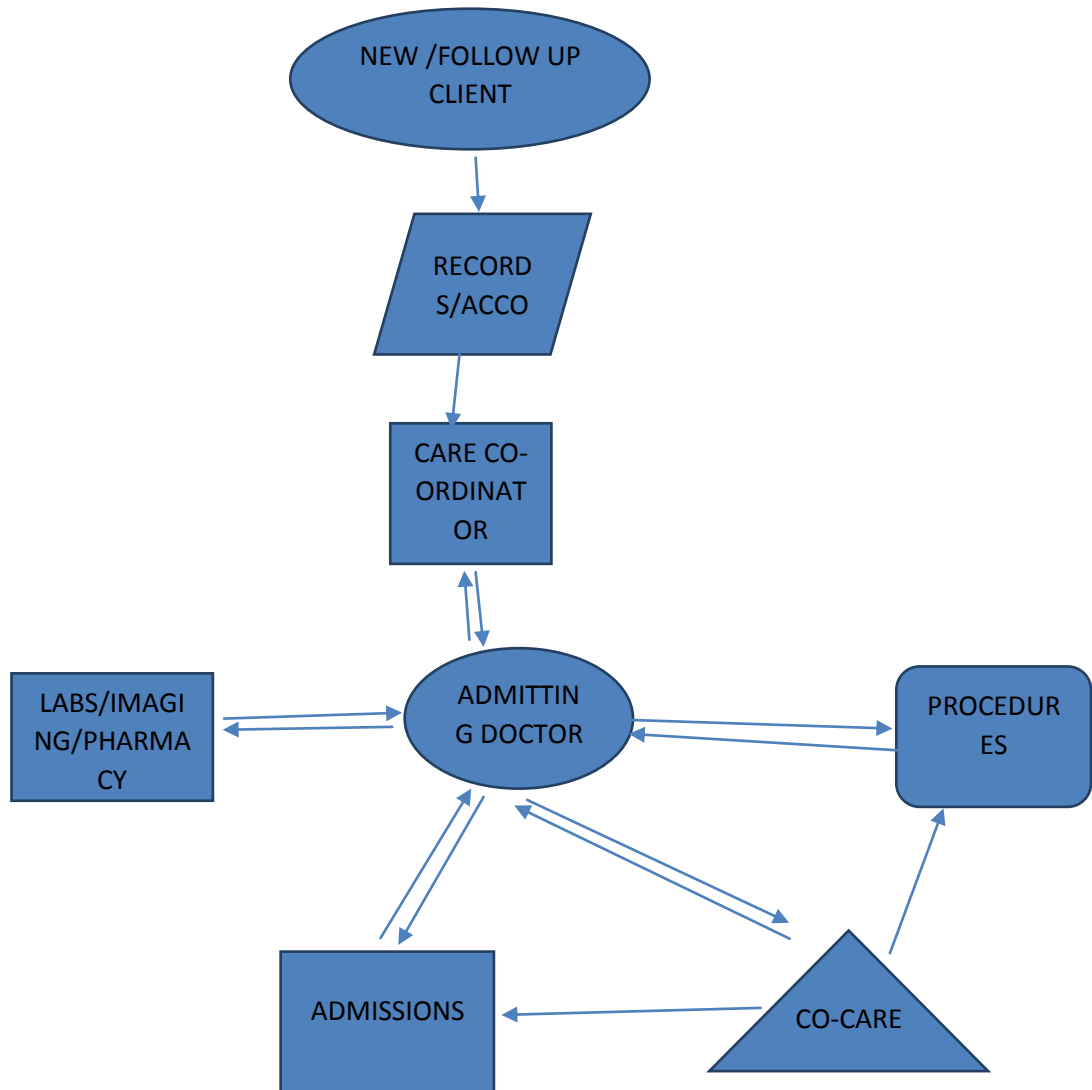 NEW /FOLLOW UP
CLIENT
RECORD
S/ACCO
CARE CO-
ORDINAT
OR
LABS/IMAGI
NG/PHARMA
CY
ADMITTIN
G DOCTOR
PROCEDUR
ES
ADMISSIONS
CO-CARE